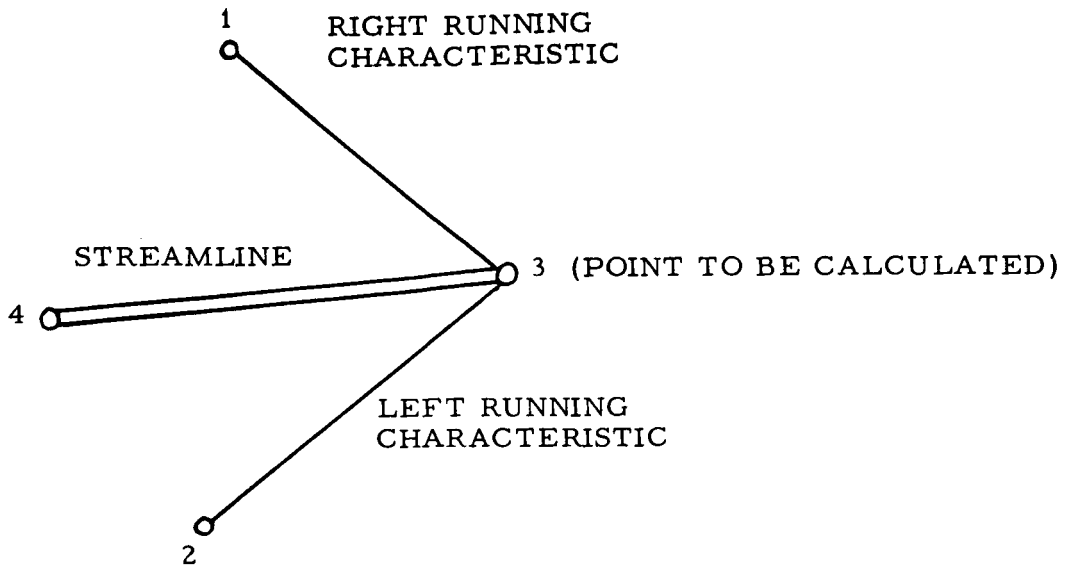 1
RIGHT RUNNING
CHARACTERISTIC
STREAMLINE
3 (POINT TO BE CALCULATED)
4
LEFT RUNNING
CHARACTERISTIC
2